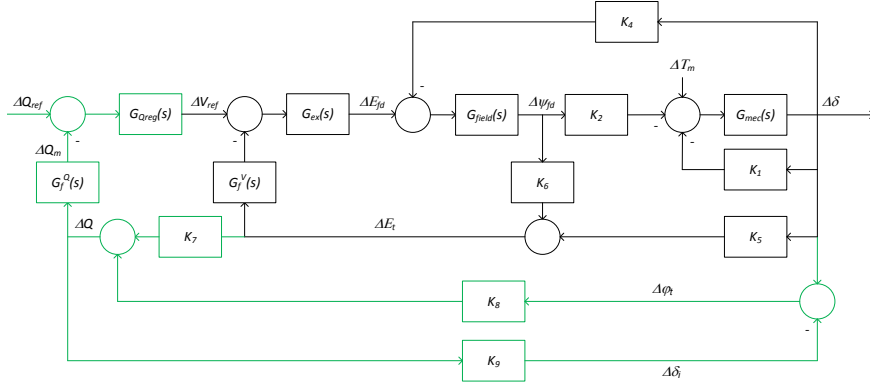 K4
ΔQref
GQreg(s)
ΔVref
Gex(s)
ΔEfd
-
Gfield(s)
Δψfd
K2
ΔTm
-
Gmec(s)
Δδ
-
-
-
ΔQm
GfQ(s)
GfV(s)
K6
K1
ΔQ
K7
ΔEt
K5
K8
Δφt
-
K9
Δδi